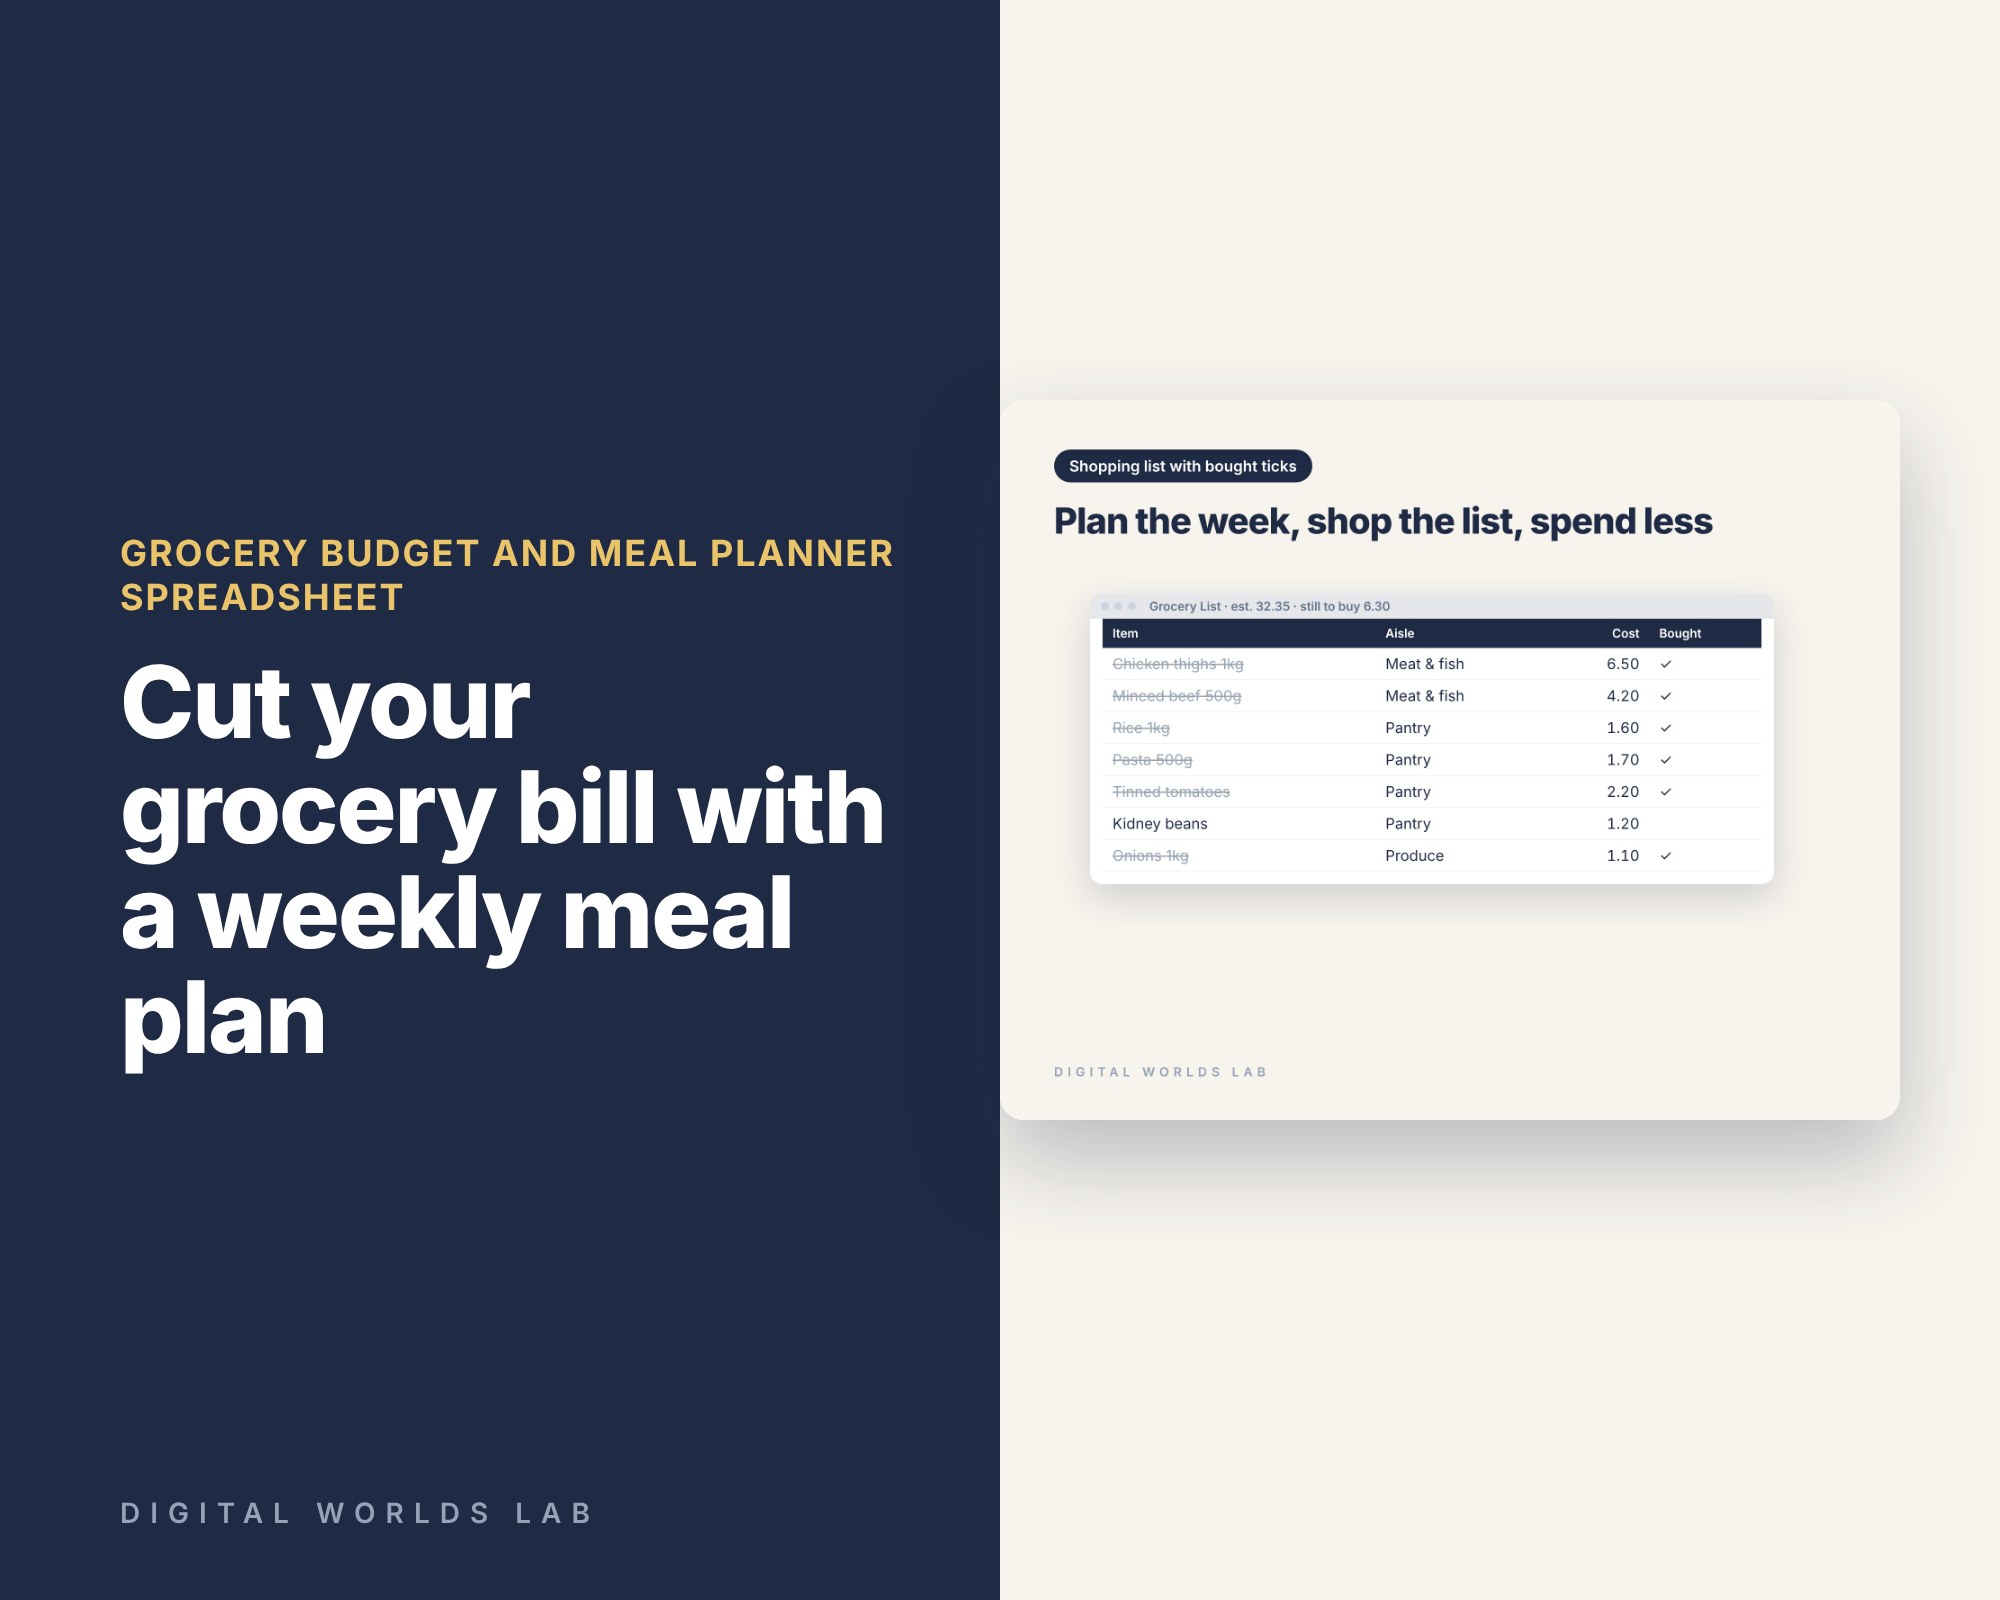 GROCERY BUDGET AND MEAL PLANNER
SPREADSHEET
Cut your
grocery bill with
a weekly meal
plan
DIGITAL WORLDS LAB
Shopping list with bought ticks
Plan the week, shop the list, spend less
Grocery List · est. 32.35 · still to buy 6.30
Item Aisle Cost Bought
Chicken thighs 1kg Meat & fish 6.50 ✓
Minced beef 500g Meat & fish 4.20 ✓
Rice 1kg Pantry 1.60 ✓
Pasta 500g Pantry 1.70 ✓
Tinned tomatoes Pantry 2.20 ✓
Kidney beans Pantry 1.20
Onions 1kg Produce 1.10 ✓
DIGITAL WORLDS LAB